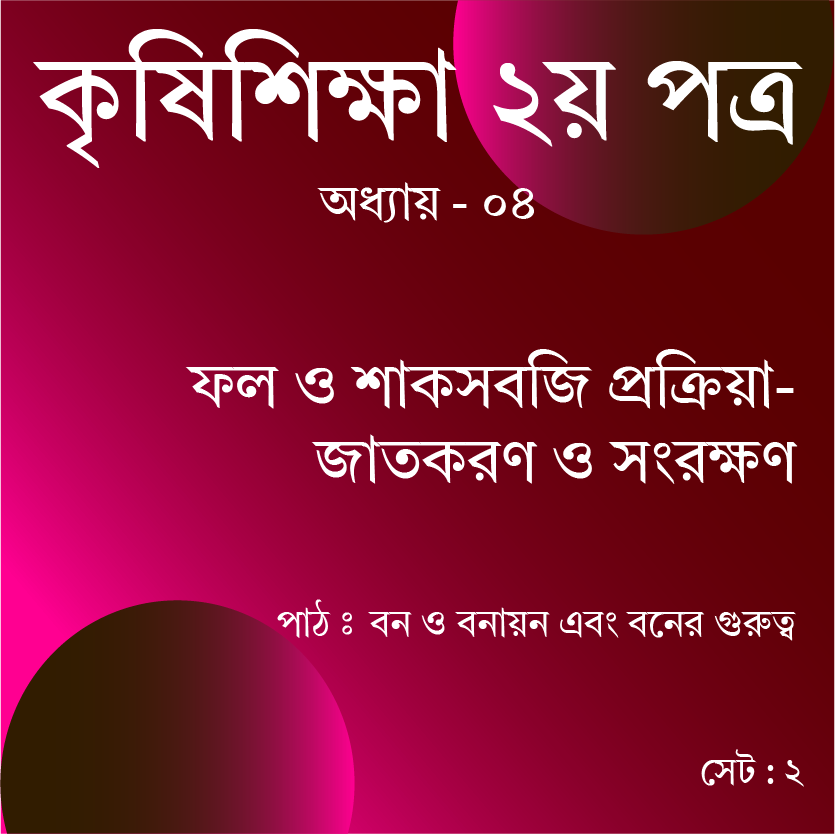 কৃষিশিক্ষা ২য় পত্র
অধ্যায় - ০৪
ফল ও শাকসবজি প্রক্রিয়া-
জাতকরণ ও সংরক্ষণ
পাঠ ঃ বন ও বনায়ন এবং বনের গুরুত্ব
সেট : ২